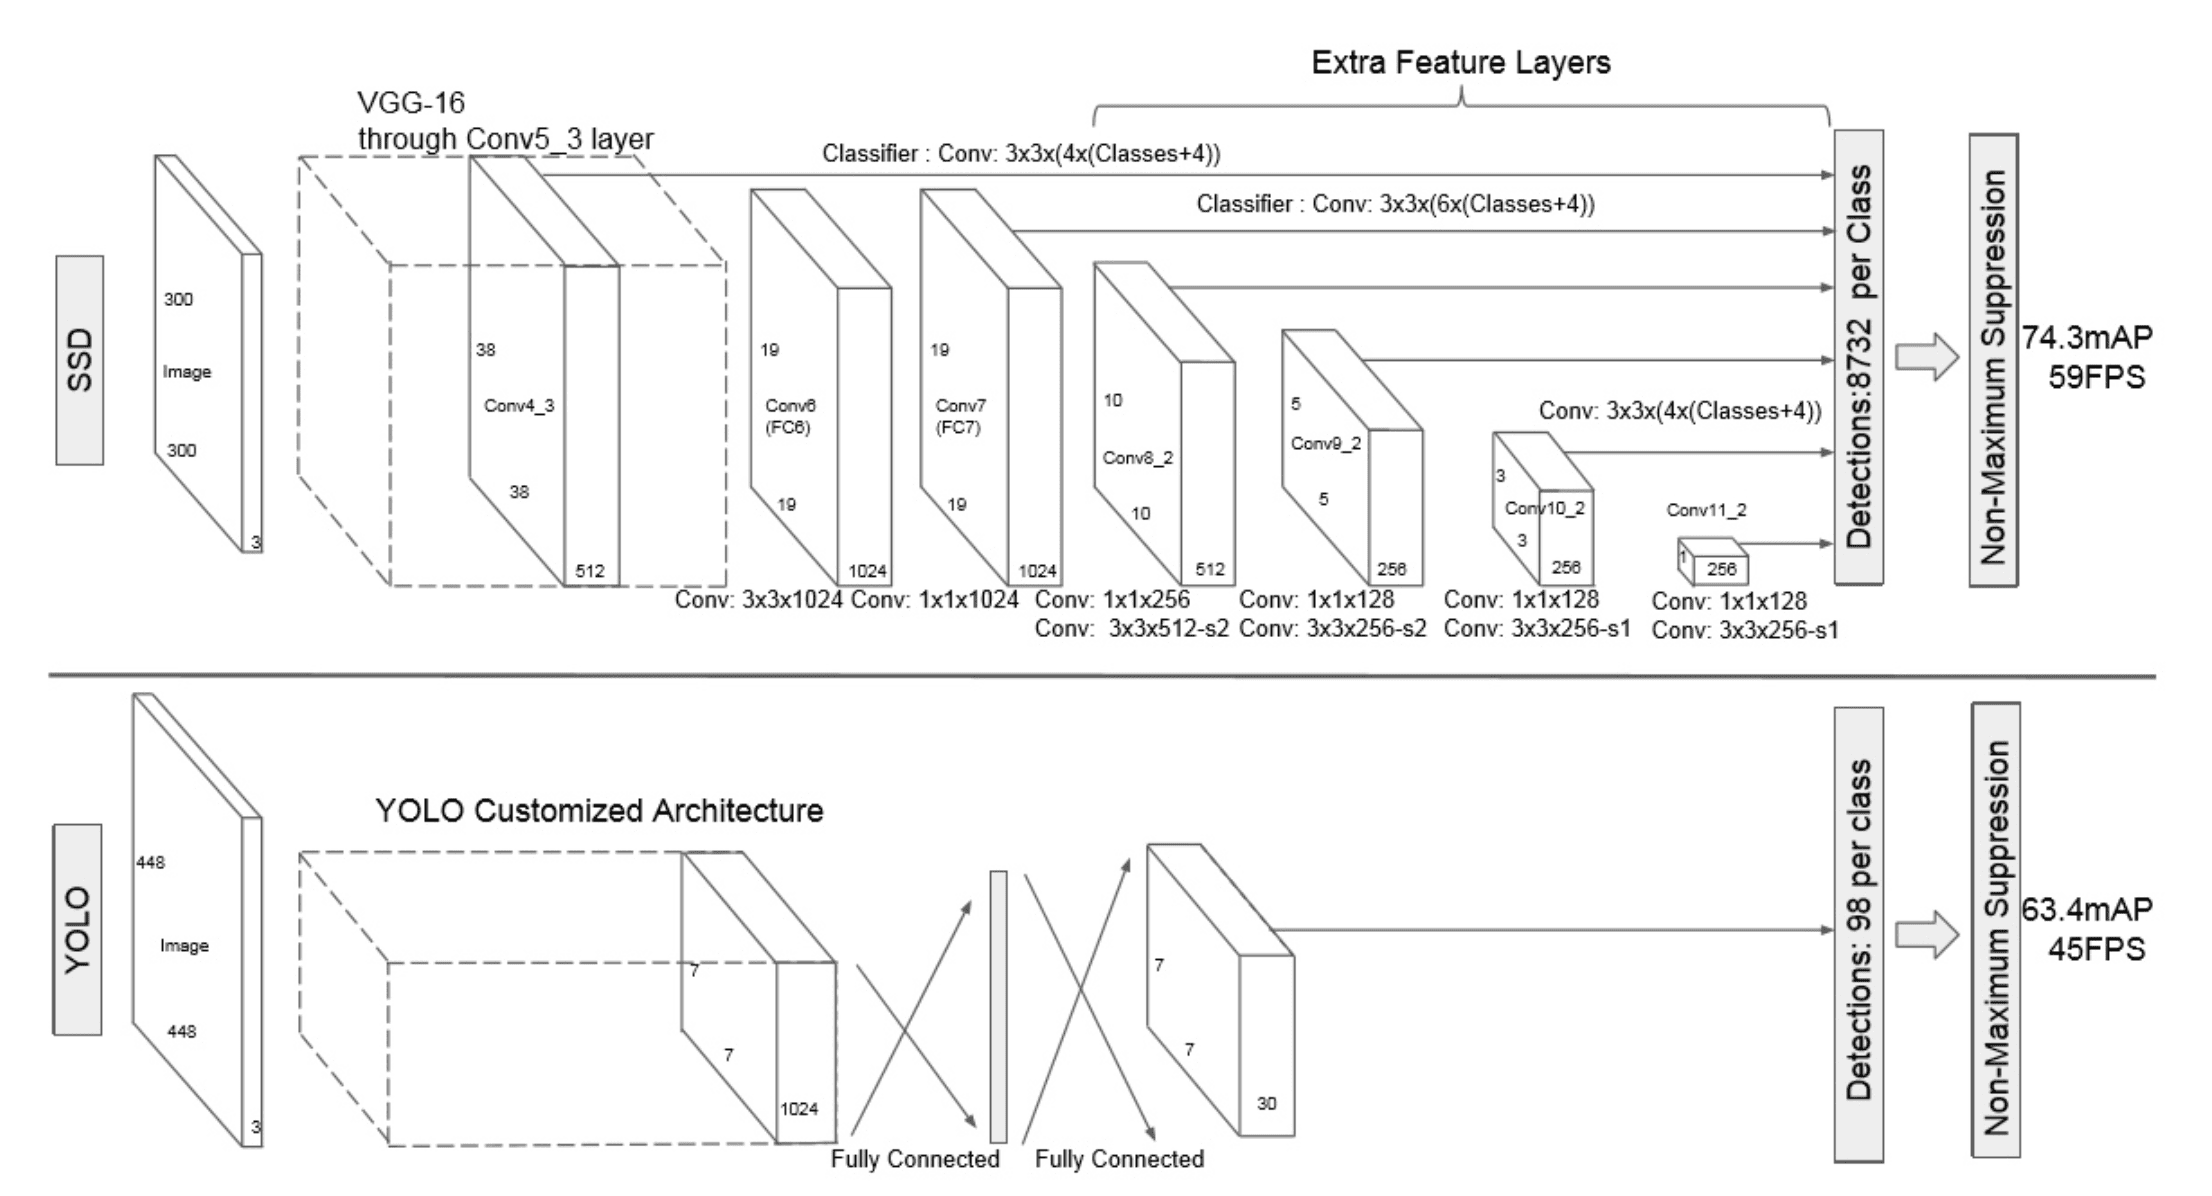 Extra Feature Layers
VGG-16
through Conv5_3 layer
Classifier : Conv: 3x3x(4x(Classes+4))
Classifier : Conv: 3x3x(6x(Classes+4))
SSD
300
Image
300
3
38
Conv4_3
38
512
19
Conv6
(FC6)
19
1024
19
Conv7
(FC7)
19
1024
10
Conv8_2
10
512
5
Conv9_2
5
256
Conv: 3x3x(4x(Classes+4))
3
Conv10_2
3
256
Conv11_2
1
256
Conv: 3x3x1024
Conv: 1x1x1024
Conv: 1x1x256
Conv: 3x3x512-s2
Conv: 1x1x128
Conv: 3x3x256-s2
Conv: 1x1x128
Conv: 3x3x256-s1
Conv: 1x1x128
Conv: 3x3x256-s1
Detections:8732 per Class
Non-Maximum Suppression
74.3mAP
59FPS
YOLO
448
Image
448
3
YOLO Customized Architecture
7
7
1024
Fully Connected
Fully Connected
7
7
30
Detections: 98 per class
Non-Maximum Suppression
63.4mAP
45FPS